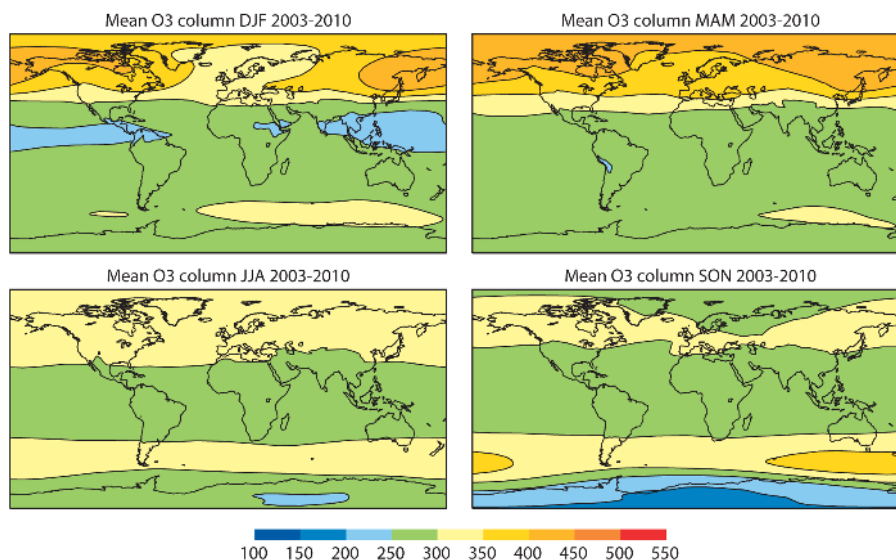 Mean O3 column DJF 2003-2010
Mean O3 column MAM 2003-2010
Mean O3 column JJA 2003-2010
Mean O3 column SON 2003-2010
100 150 200 250 300 350 400 450 500 550